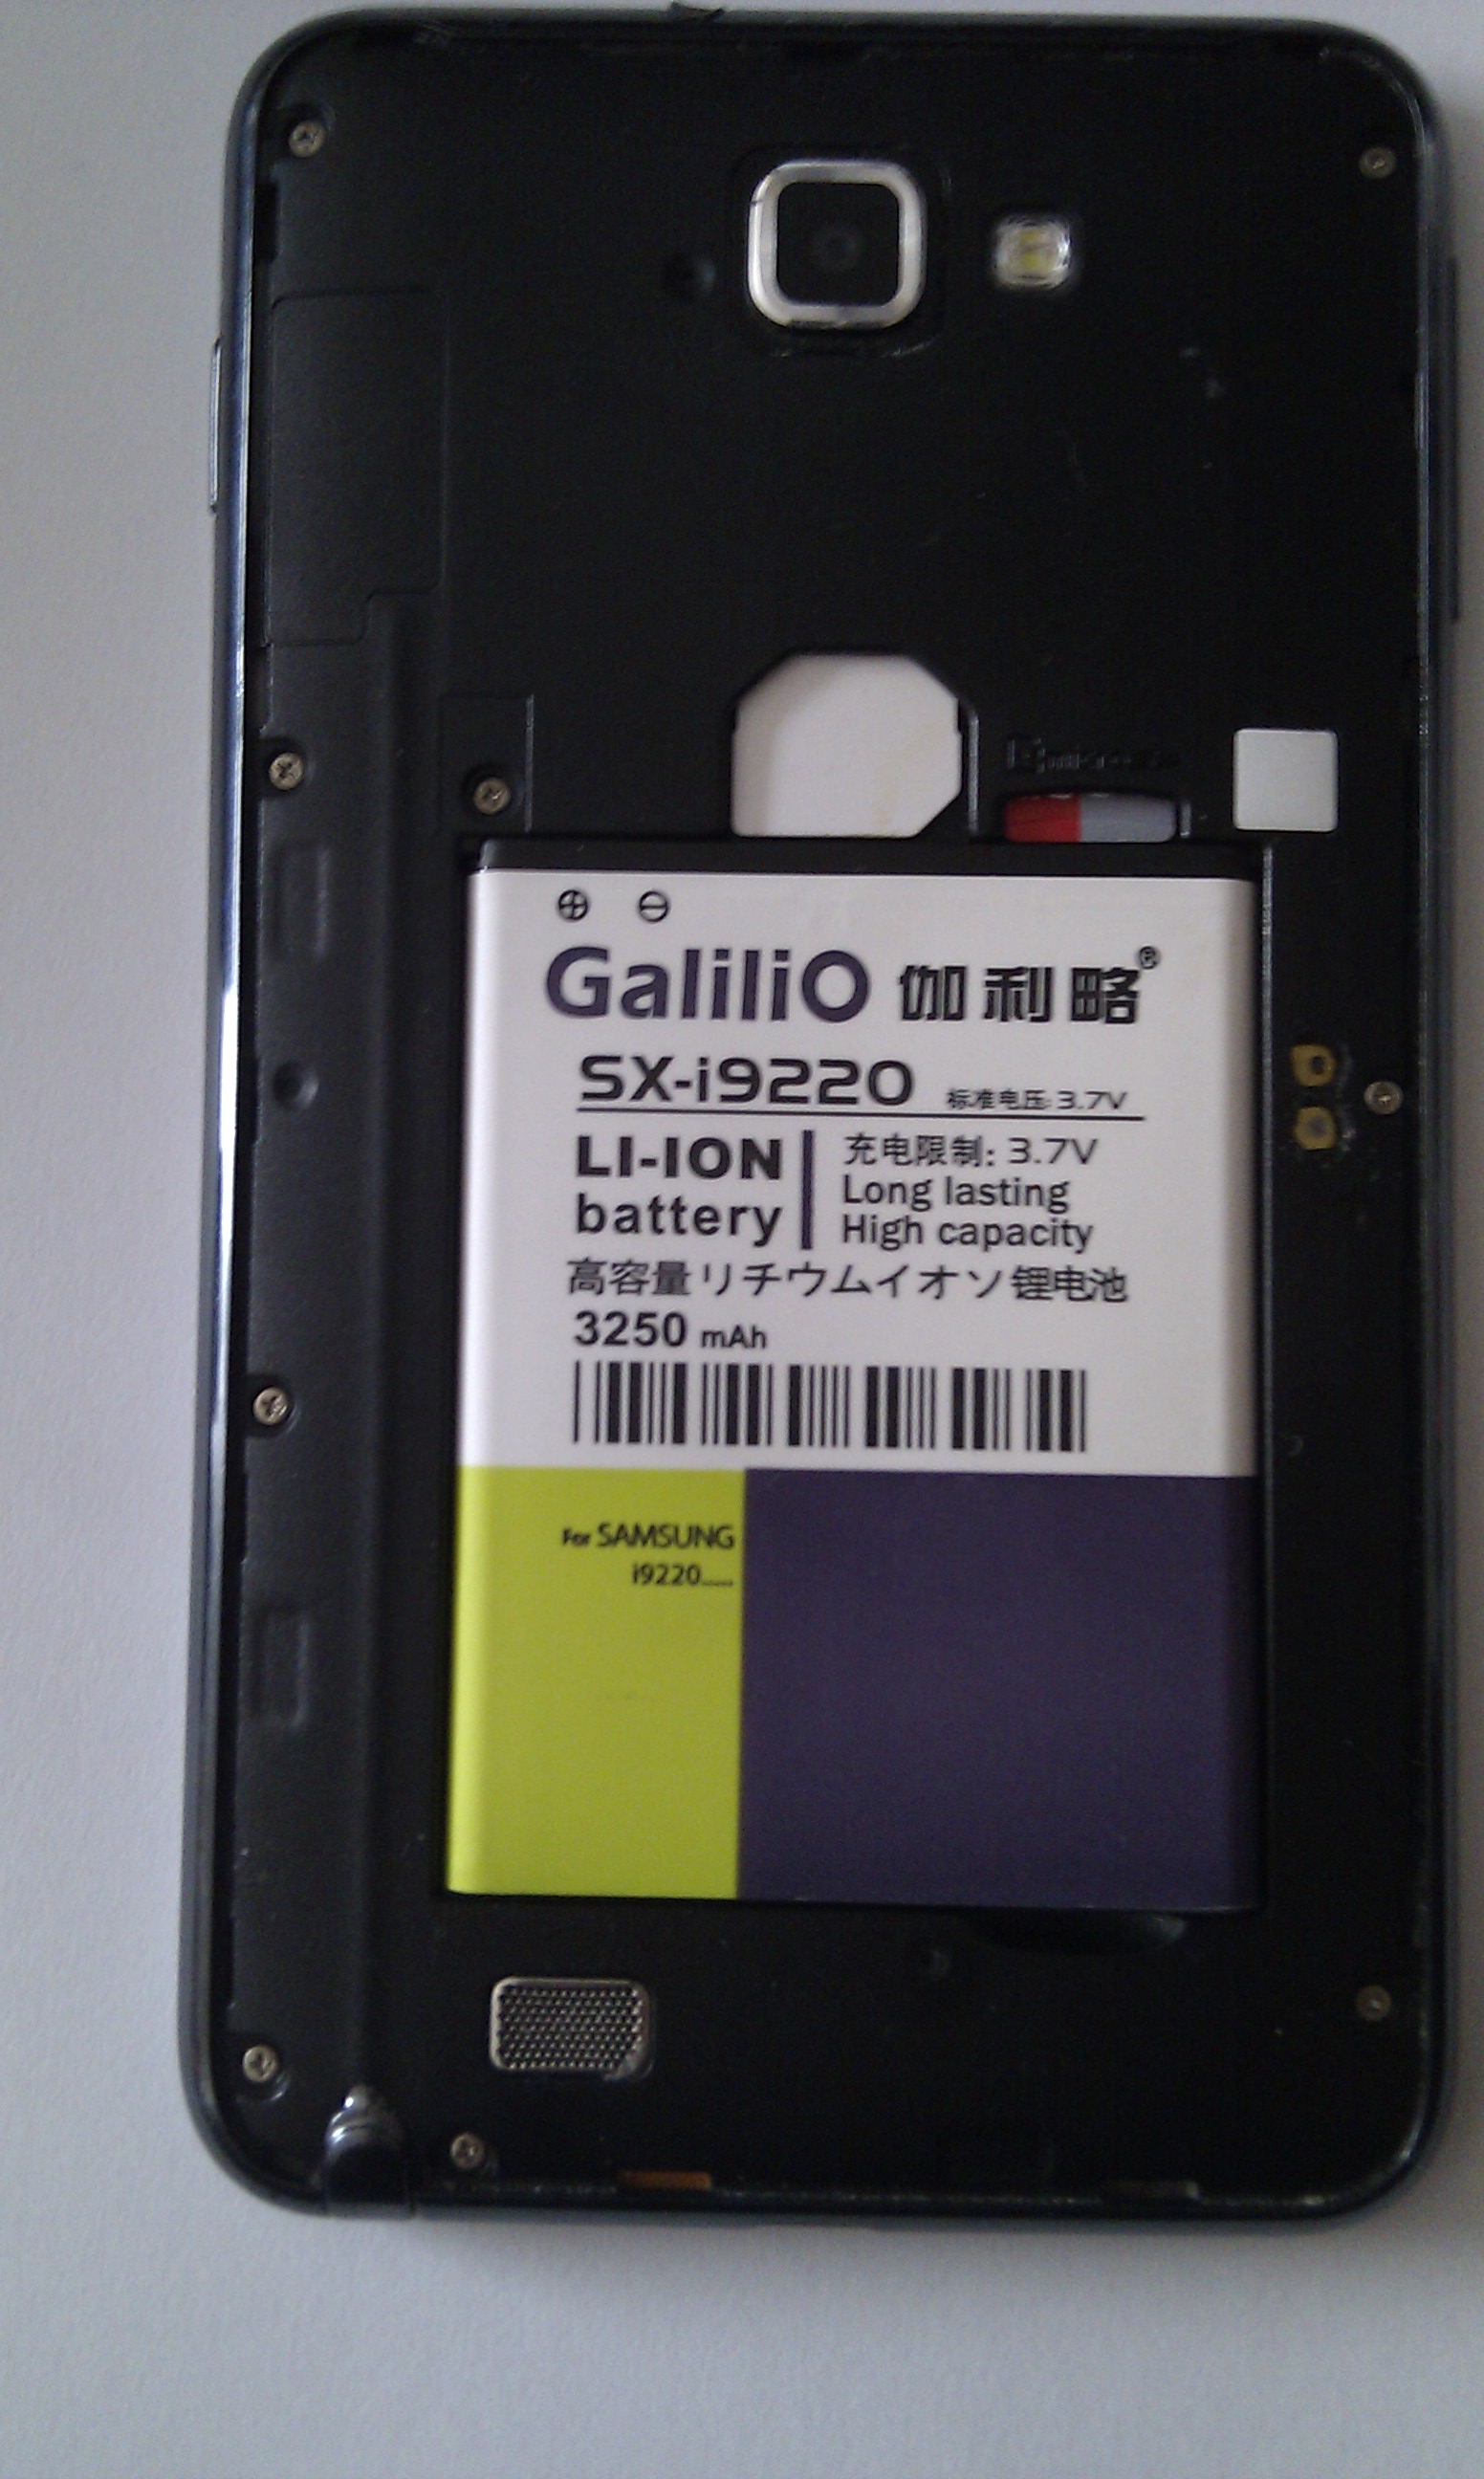 microSD
GaliliO 伽利略®
SX-i9220 标准电压: 3.7V
LI-ION battery
充电限制: 3.7V
Long lasting
High capacity
高容量リチウムイオソ锂电池
3250 mAh
For SAMSUNG
i9220......